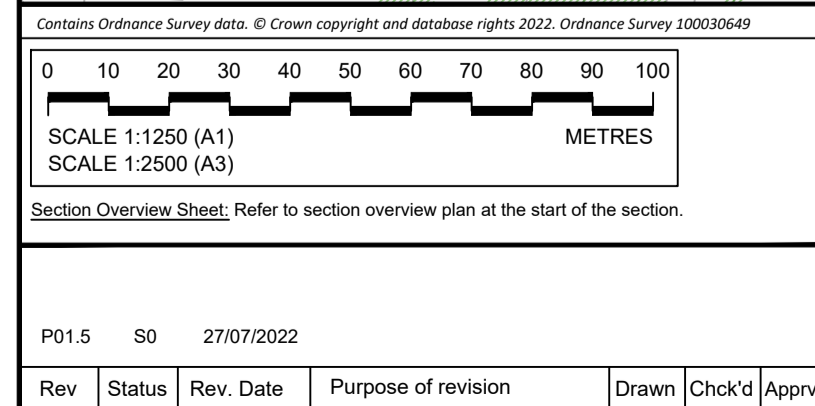 Contains Ordnance Survey data. © Crown copyright and database rights 2022. Ordnance Survey 100030649
0 10 20 30 40 50 60 70 80 90 100
SCALE 1:1250 (A1) METRES
SCALE 1:2500 (A3)
Section Overview Sheet: Refer to section overview plan at the start of the section.
P01.5 S0 27/07/2022
Rev Status Rev. Date Purpose of revision Drawn Chck'd Apprv